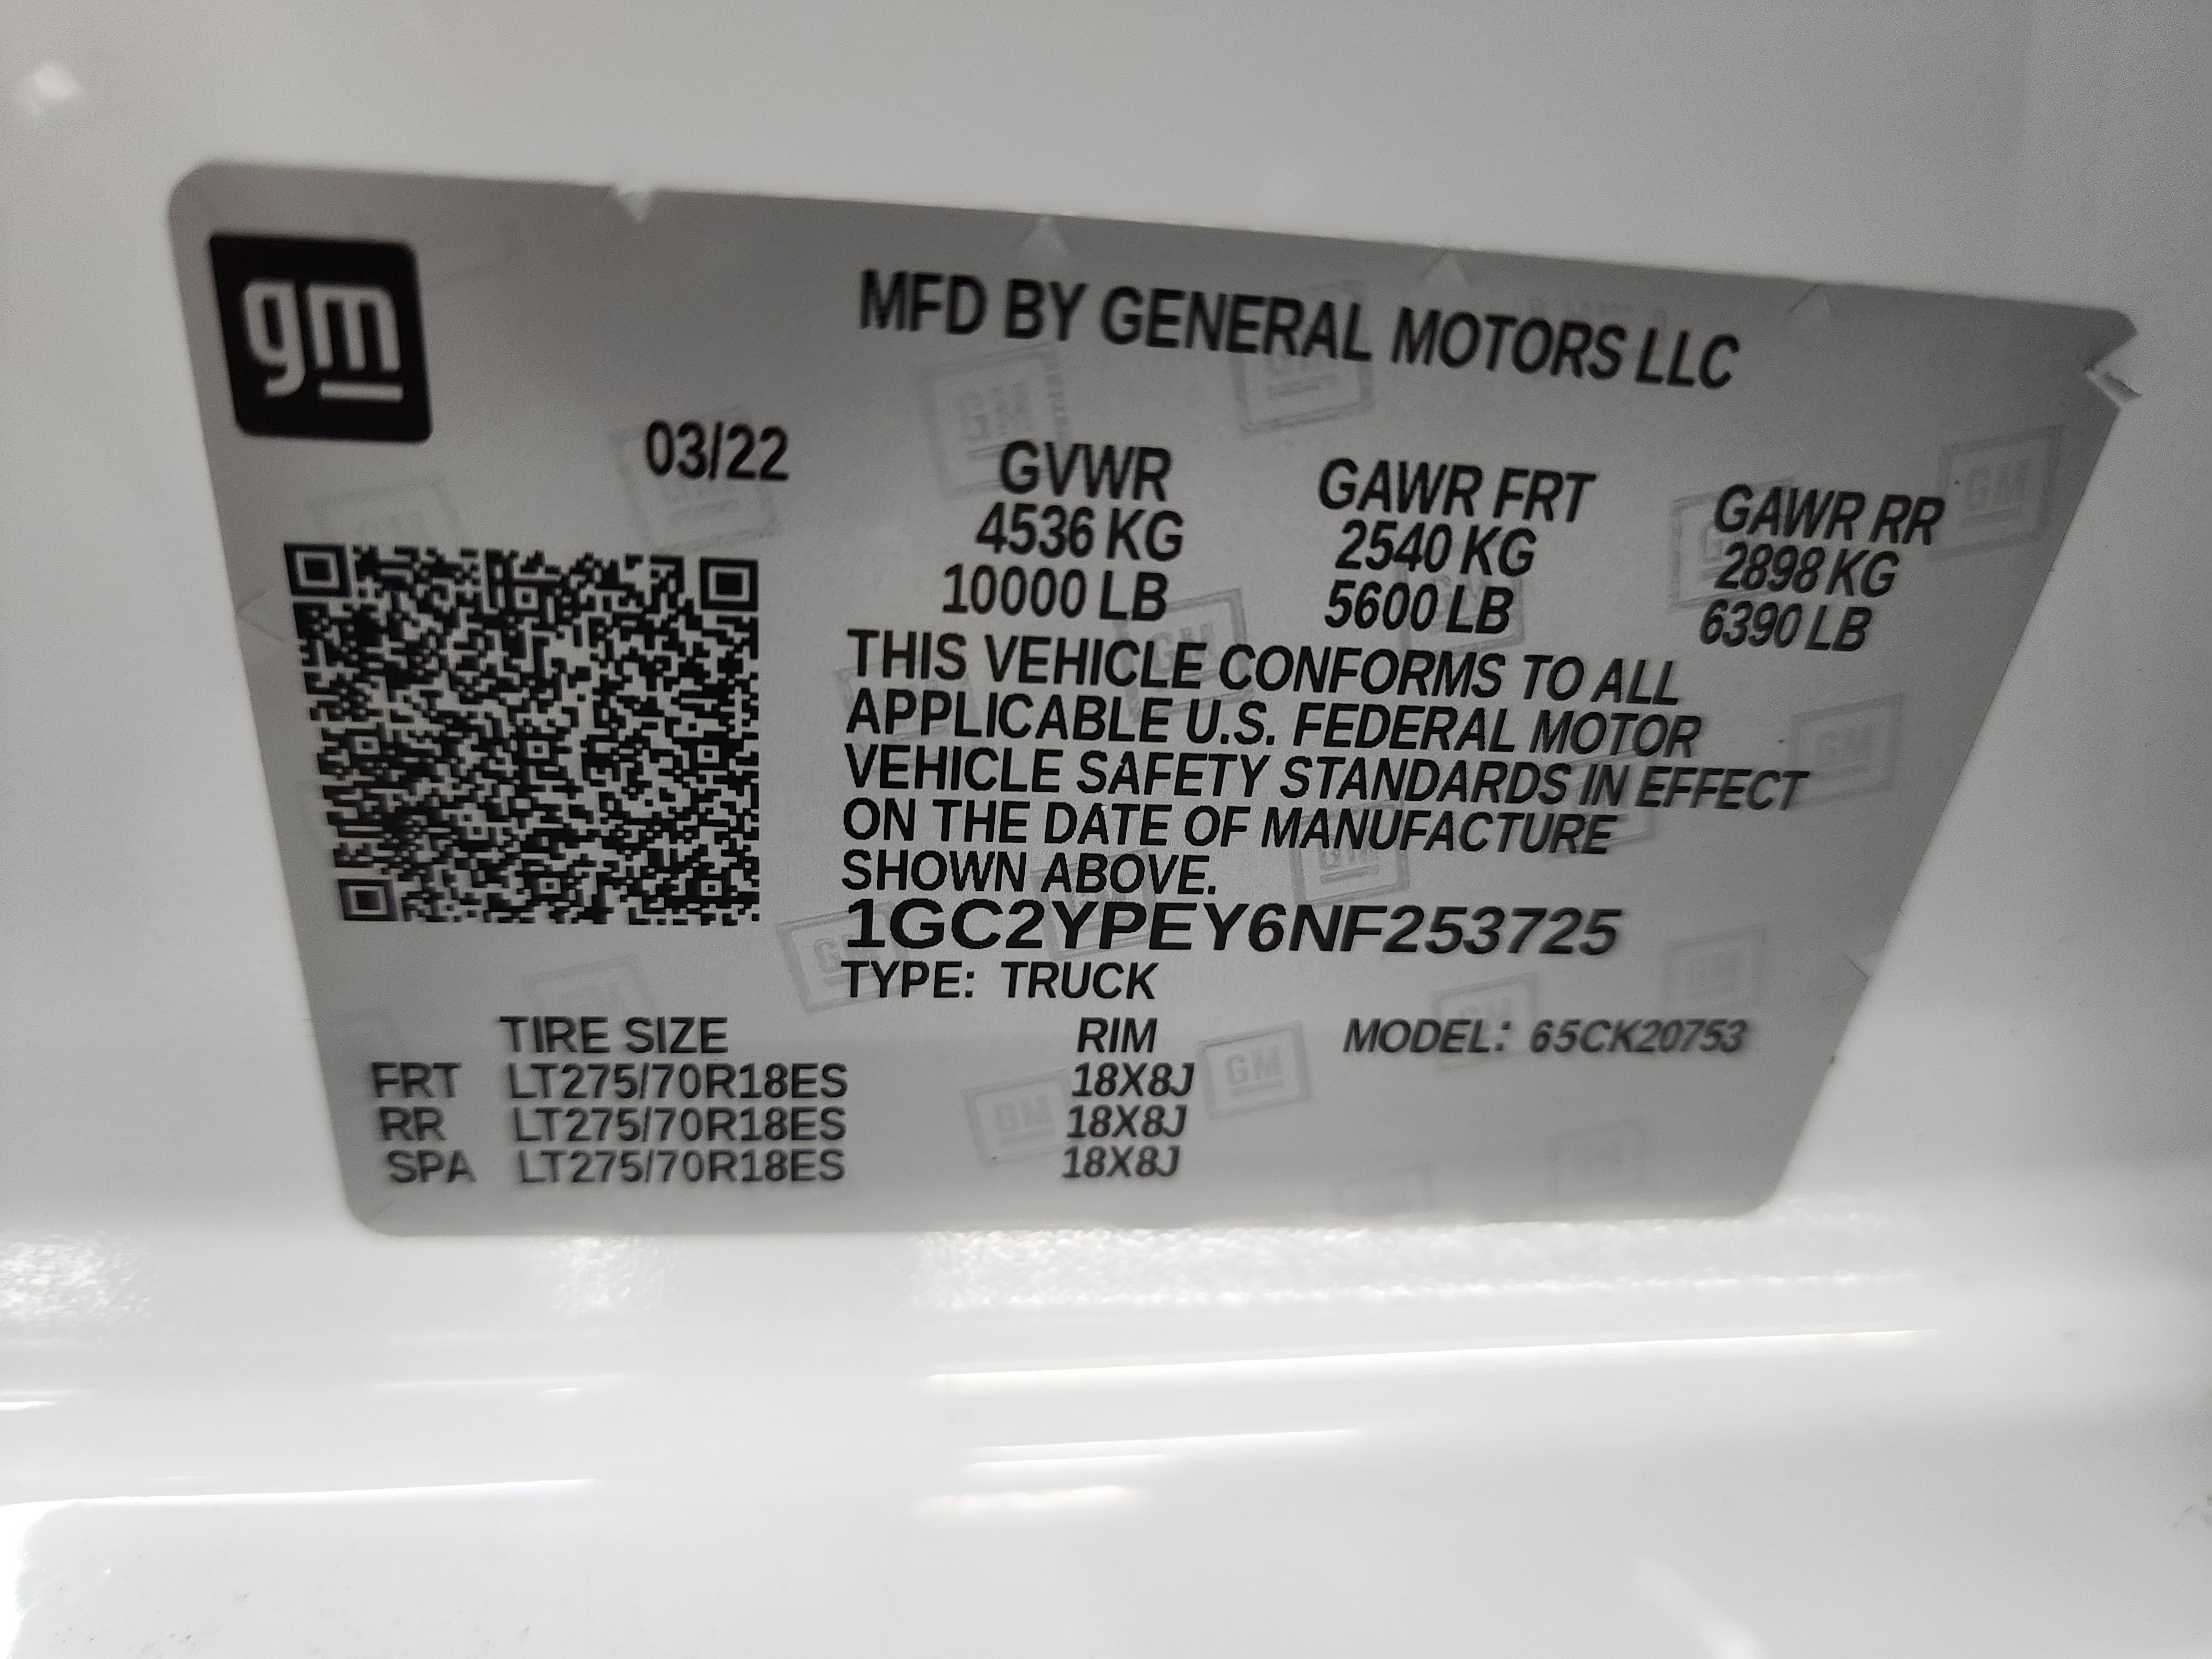 gm
MFD BY GENERAL MOTORS LLC
03/22
GVWR GAWR FRT GAWR RR
4536 KG 2540 KG 2898 KG
10000 LB 5600 LB 6390 LB
THIS VEHICLE CONFORMS TO ALL
APPLICABLE U.S. FEDERAL MOTOR
VEHICLE SAFETY STANDARDS IN EFFECT
ON THE DATE OF MANUFACTURE
SHOWN ABOVE.
1GC2YPEY6NF253725
TYPE: TRUCK
TIRE SIZE RIM MODEL: 65CK20753
FRT LT275/70R18ES 18X8J
RR LT275/70R18ES 18X8J
SPA LT275/70R18ES 18X8J